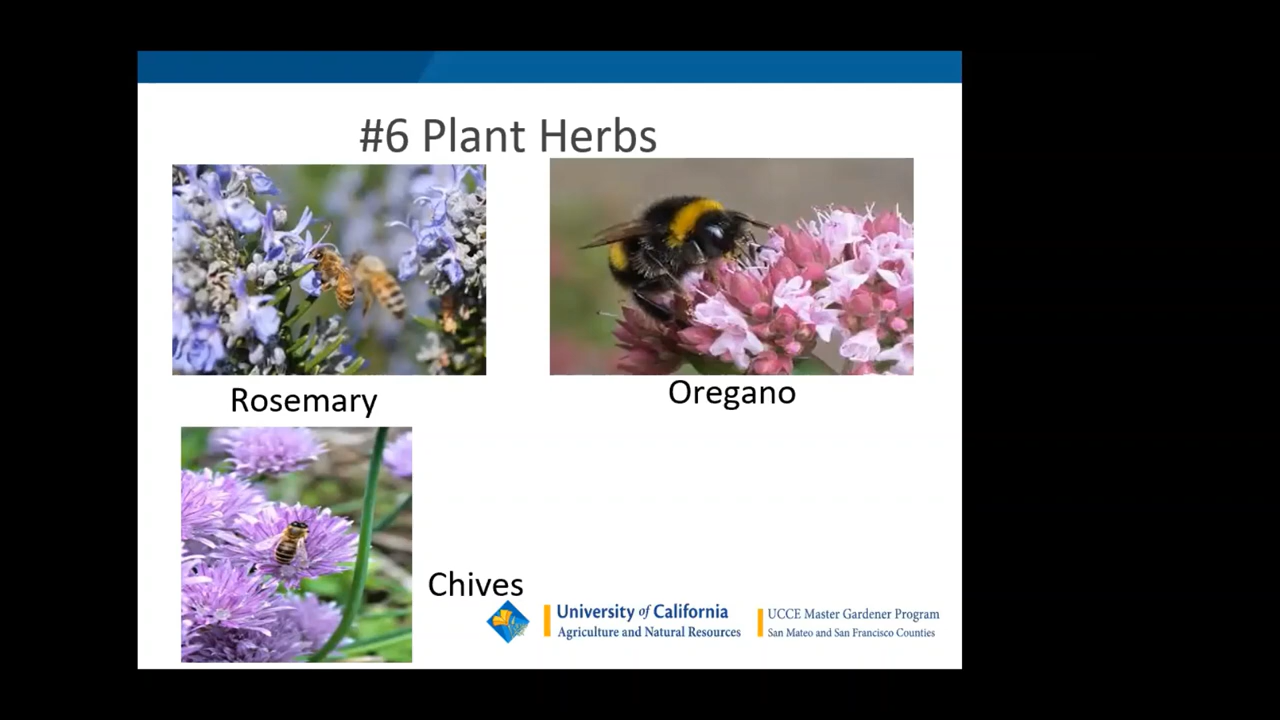 #6 Plant Herbs
Rosemary
Oregano
Chives
University of California
Agriculture and Natural Resources
UCCE Master Gardener Program
San Mateo and San Francisco Counties